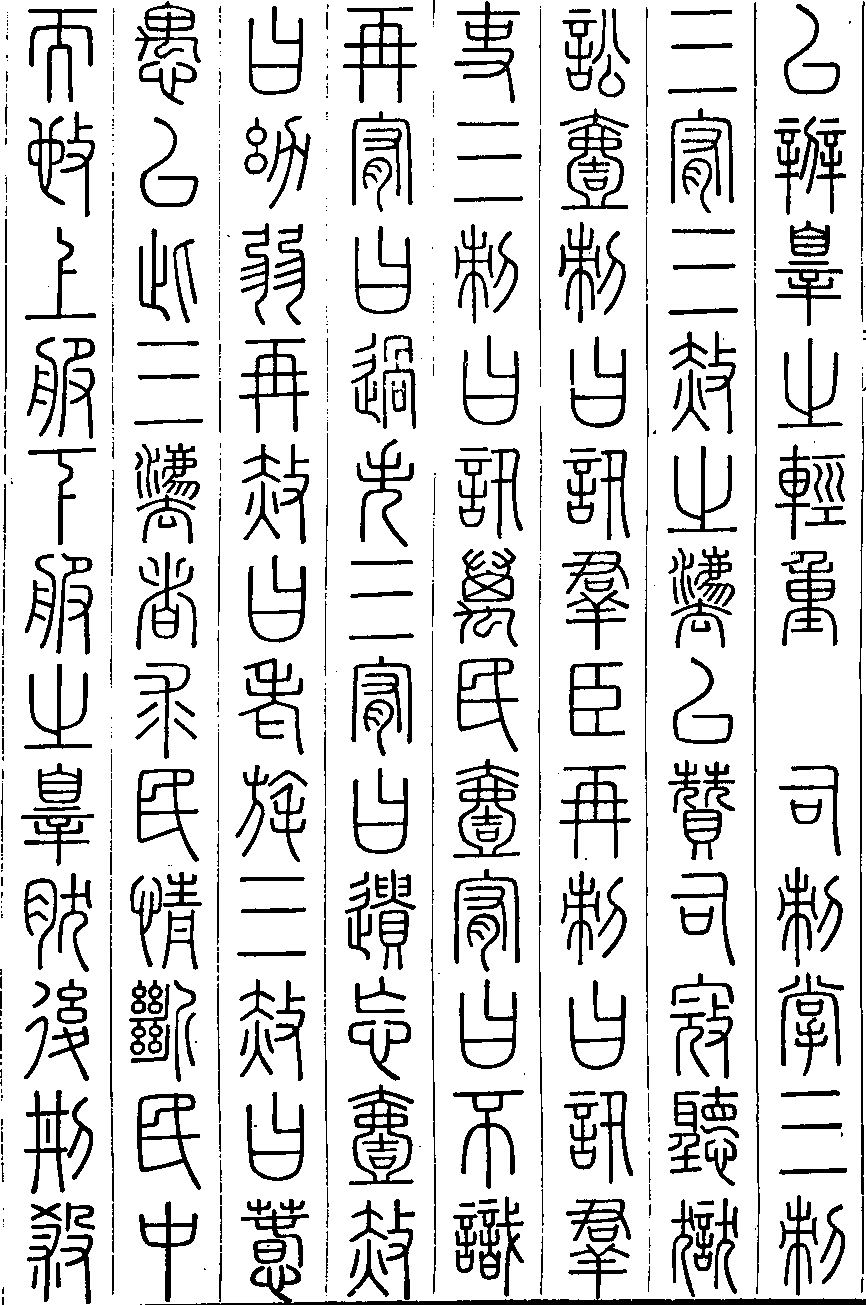 以辨辠之輕重　司刺掌三刺
三宥三赦之灋以贊司寇聽獄
訟壹刺曰訊羣臣再刺曰訊羣
吏三刺曰訊萬民壹宥曰不識
再宥曰過失三宥曰遺忘壹赦
曰幼弱再赦曰老旄三赦曰惷
愚以此三灋者求民情斷民中
而施上服下服之辠肰後刑殺